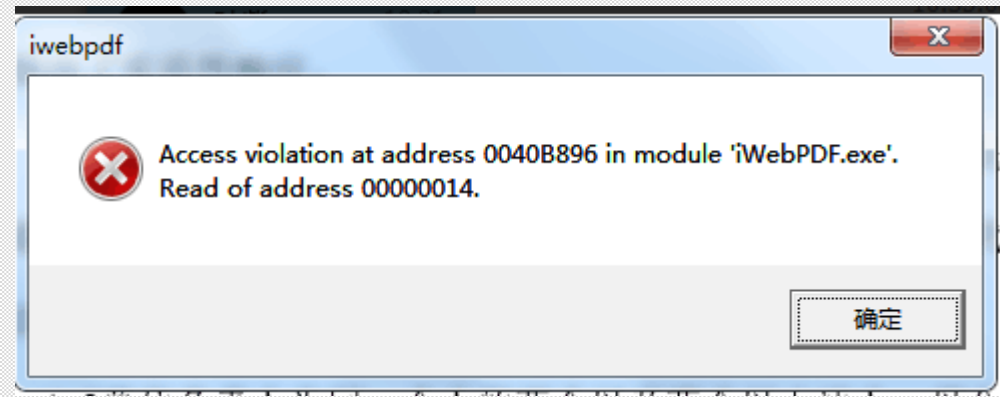 iwebpdf
Access violation at address 0040B896 in module 'iWebPDF.exe'.
Read of address 00000014.
确定